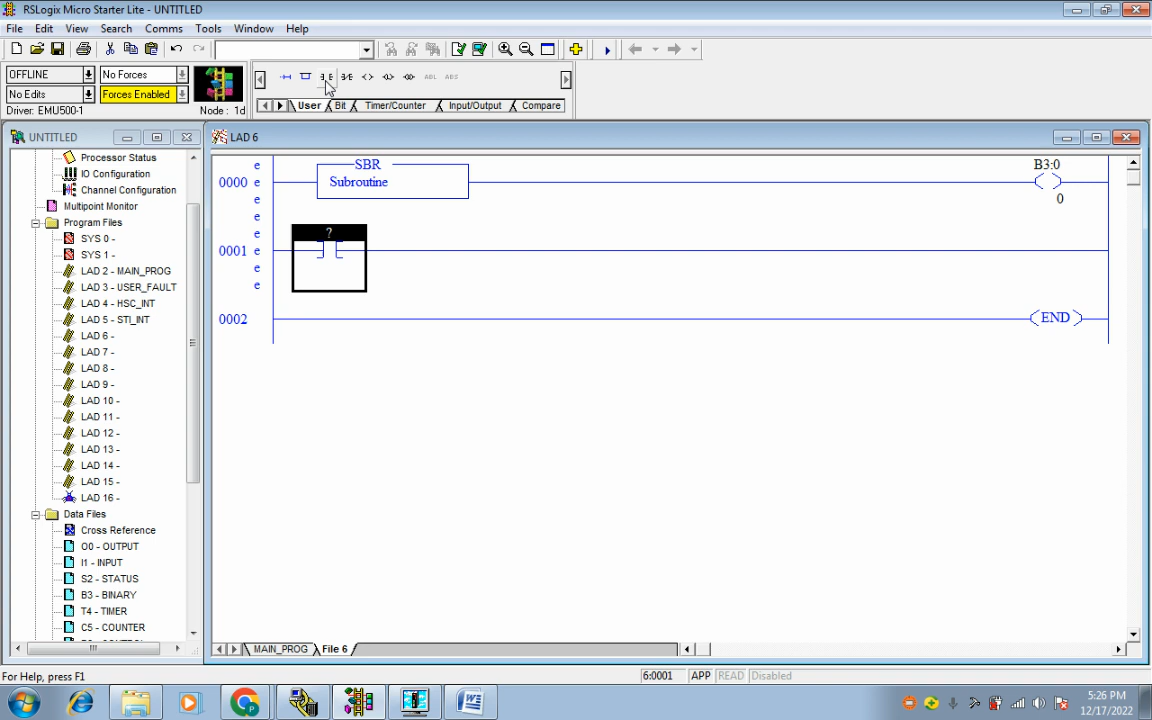 RSLogix Micro Starter Lite - UNTITLED
File Edit View Search Comms Tools Window Help
OFFLINE No Forces
No Edits Forces Enabled
Driver: EMU500-1 Node : 1d
User Bit Timer/Counter Input/Output Compare
UNTITLED
Processor Status
IO Configuration
Channel Configuration
Multipoint Monitor
Program Files
SYS 0 -
SYS 1 -
LAD 2 - MAIN_PROG
LAD 3 - USER_FAULT
LAD 4 - HSC_INT
LAD 5 - STI_INT
LAD 6 -
LAD 7 -
LAD 8 -
LAD 9 -
LAD 10 -
LAD 11 -
LAD 12 -
LAD 13 -
LAD 14 -
LAD 15 -
LAD 16 -
Data Files
Cross Reference
O0 - OUTPUT
I1 - INPUT
S2 - STATUS
B3 - BINARY
T4 - TIMER
C5 - COUNTER
LAD 6
e SBR B3:0
0000 e Subroutine
e 0
e
e ?
0001 e
e
e
0002 END
MAIN_PROG File 6
For Help, press F1
6:0001 APP READ Disabled
5:26 PM
12/17/2022